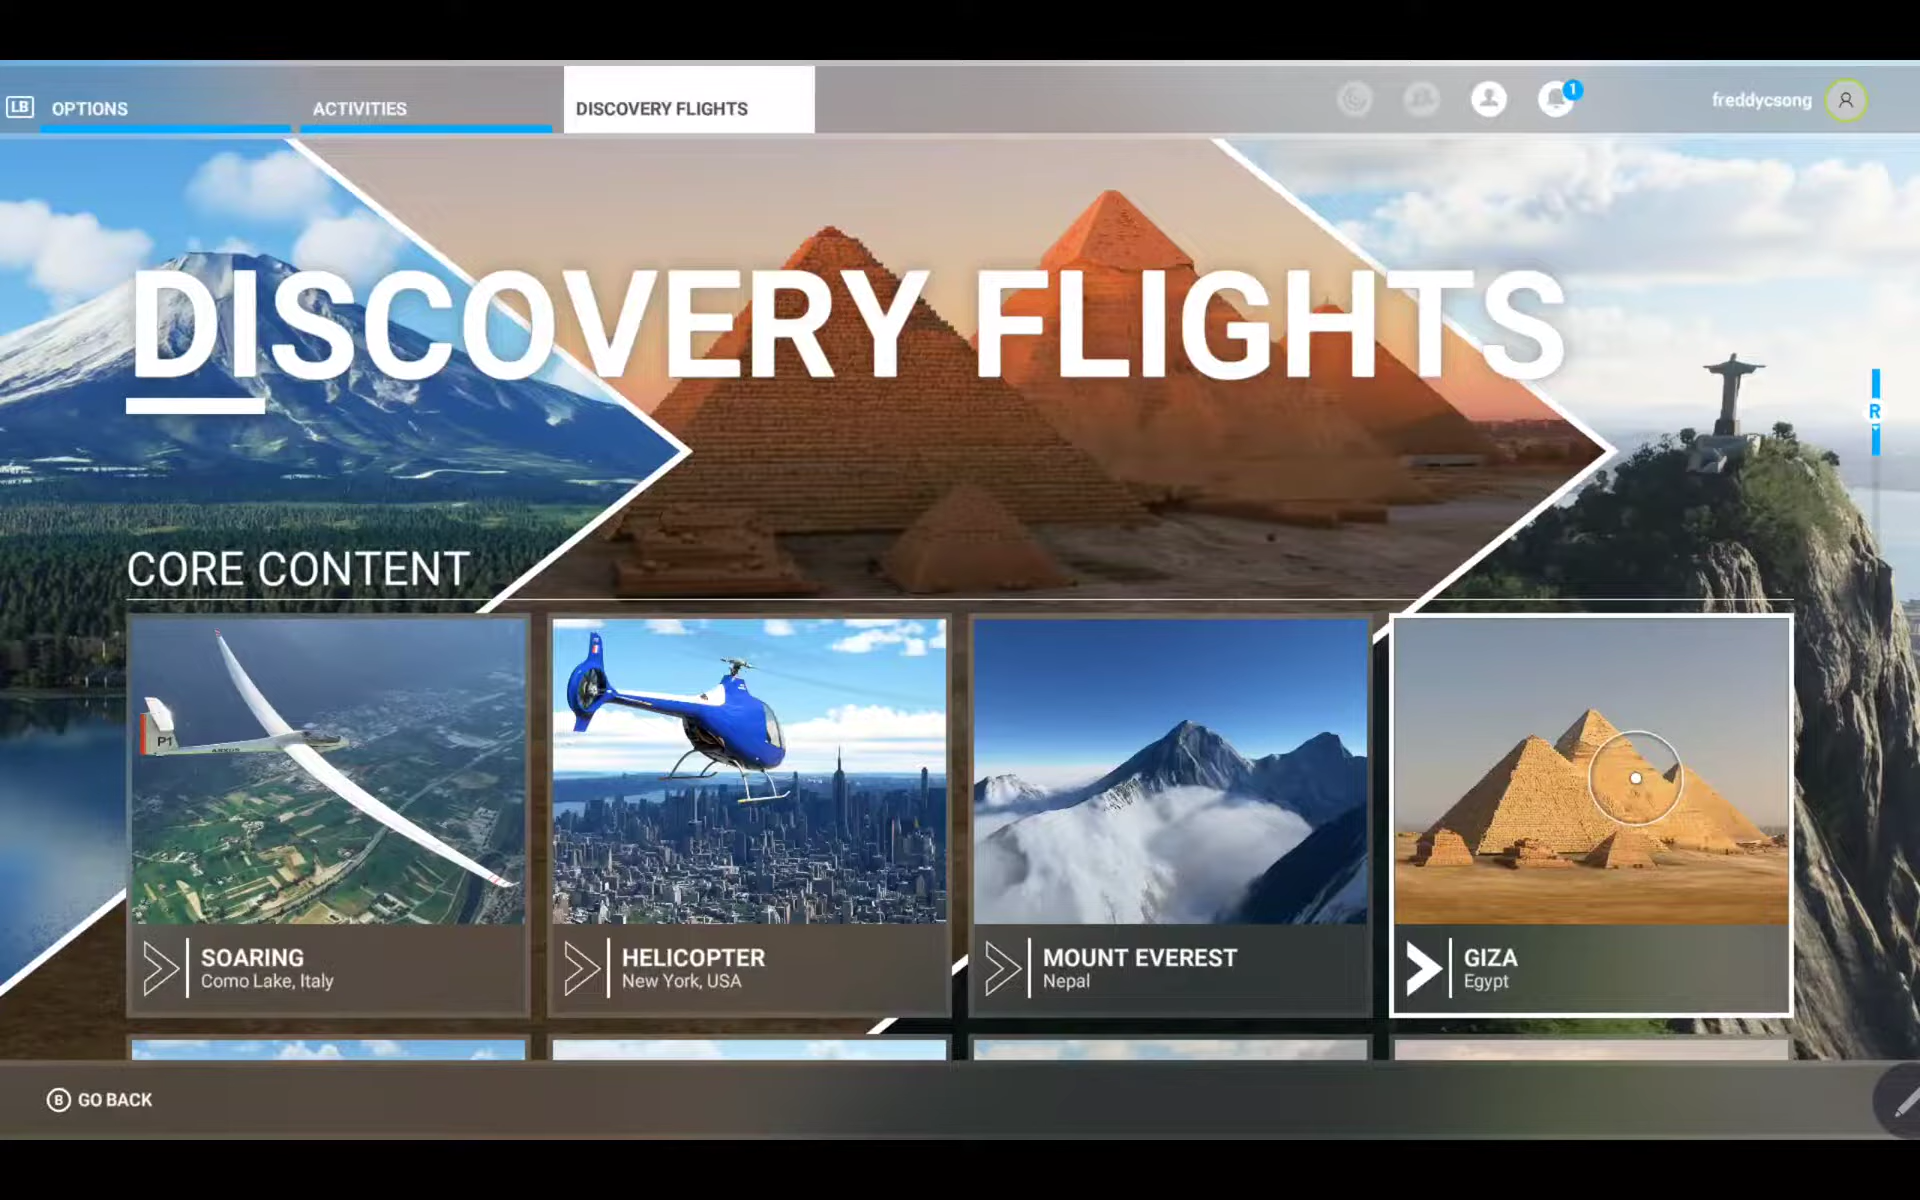 LB OPTIONS ACTIVITIES DISCOVERY FLIGHTS 1 freddycsong
DISCOVERY FLIGHTS
R
CORE CONTENT
P1
SOARING
Como Lake, Italy
HELICOPTER
New York, USA
MOUNT EVEREST
Nepal
GIZA
Egypt
B GO BACK